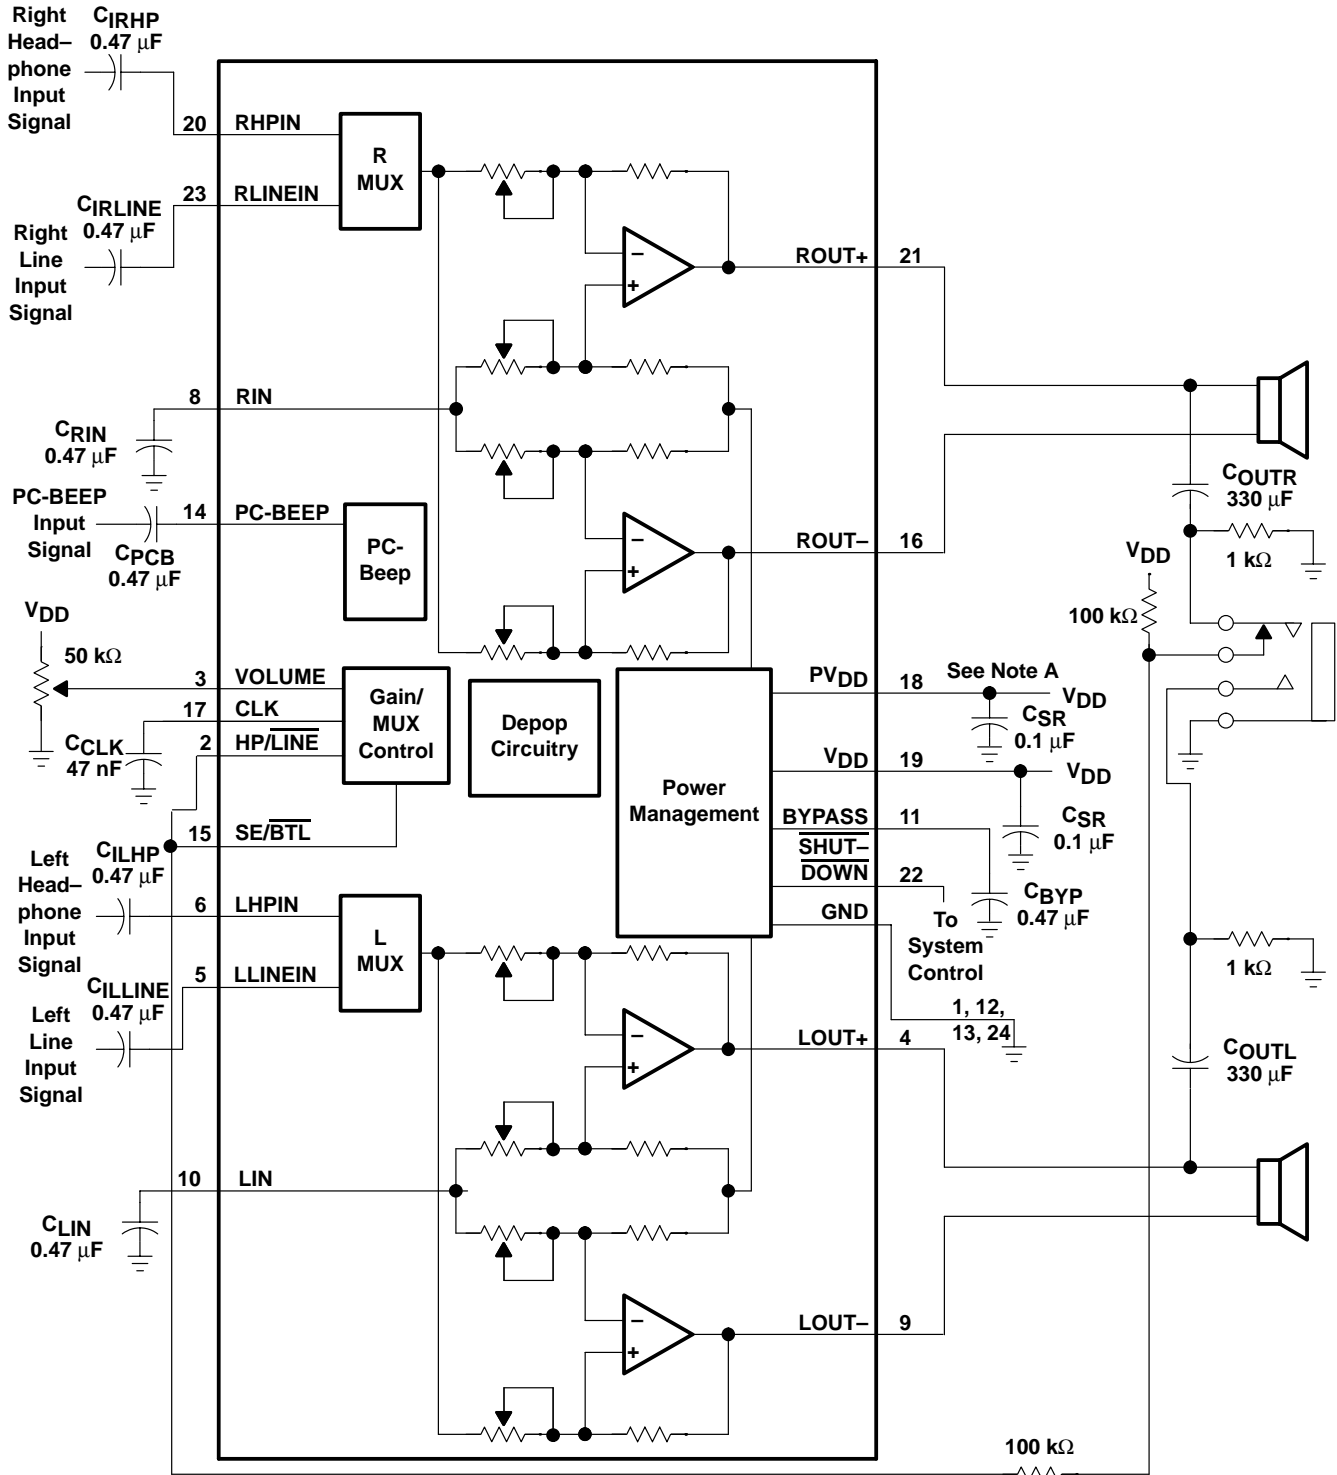 Right
Head–
phone
Input
Signal
CIRHP
0.47 µF
20
RHPIN
R
MUX
23
RLINEIN
CIRLINE
0.47 µF
Right
Line
Input
Signal
ROUT+
21
–
+
8
RIN
CRIN
0.47 µF
COUTR
330 µF
PC-BEEP
Input
Signal
14
PC-BEEP
CPCB
0.47 µF
PC-
Beep
–
+
ROUT–
16
1 kΩ
VDD
100 kΩ
VDD
50 kΩ
3
VOLUME
17
CLK
2
HP/LINE
CCLK
47 nF
Gain/
MUX
Control
Depop
Circuitry
Power
Management
PVDD
18
See Note A
VDD
CSR
0.1 µF
VDD
19
VDD
CSR
0.1 µF
BYPASS
11
SHUT–
DOWN
22
CBYP
0.47 µF
To
System
Control
GND
1, 12,
13, 24
15
SE/BTL
CILHP
0.47 µF
Left
Head–
phone
Input
Signal
6
LHPIN
L
MUX
5
LLINEIN
CILLINE
0.47 µF
Left
Line
Input
Signal
1 kΩ
–
+
LOUT+
4
COUTL
330 µF
10
LIN
CLIN
0.47 µF
–
+
LOUT–
9
100 kΩ